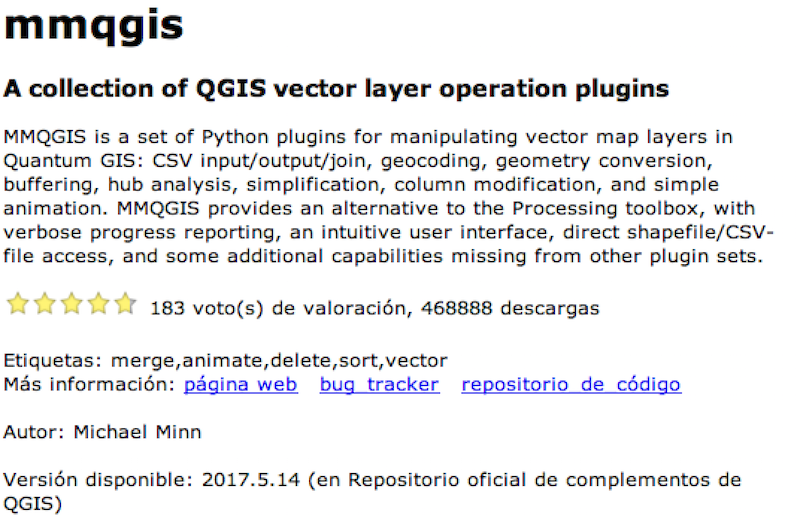 mmqgis
A collection of QGIS vector layer operation plugins
MMQGIS is a set of Python plugins for manipulating vector map layers in
Quantum GIS: CSV input/output/join, geocoding, geometry conversion,
buffering, hub analysis, simplification, column modification, and simple
animation. MMQGIS provides an alternative to the Processing toolbox, with
verbose progress reporting, an intuitive user interface, direct shapefile/CSV-
file access, and some additional capabilities missing from other plugin sets.
183 voto(s) de valoración, 468888 descargas
Etiquetas: merge,animate,delete,sort,vector
Más información: página web bug tracker repositorio de código
Autor: Michael Minn
Versión disponible: 2017.5.14 (en Repositorio oficial de complementos de
QGIS)